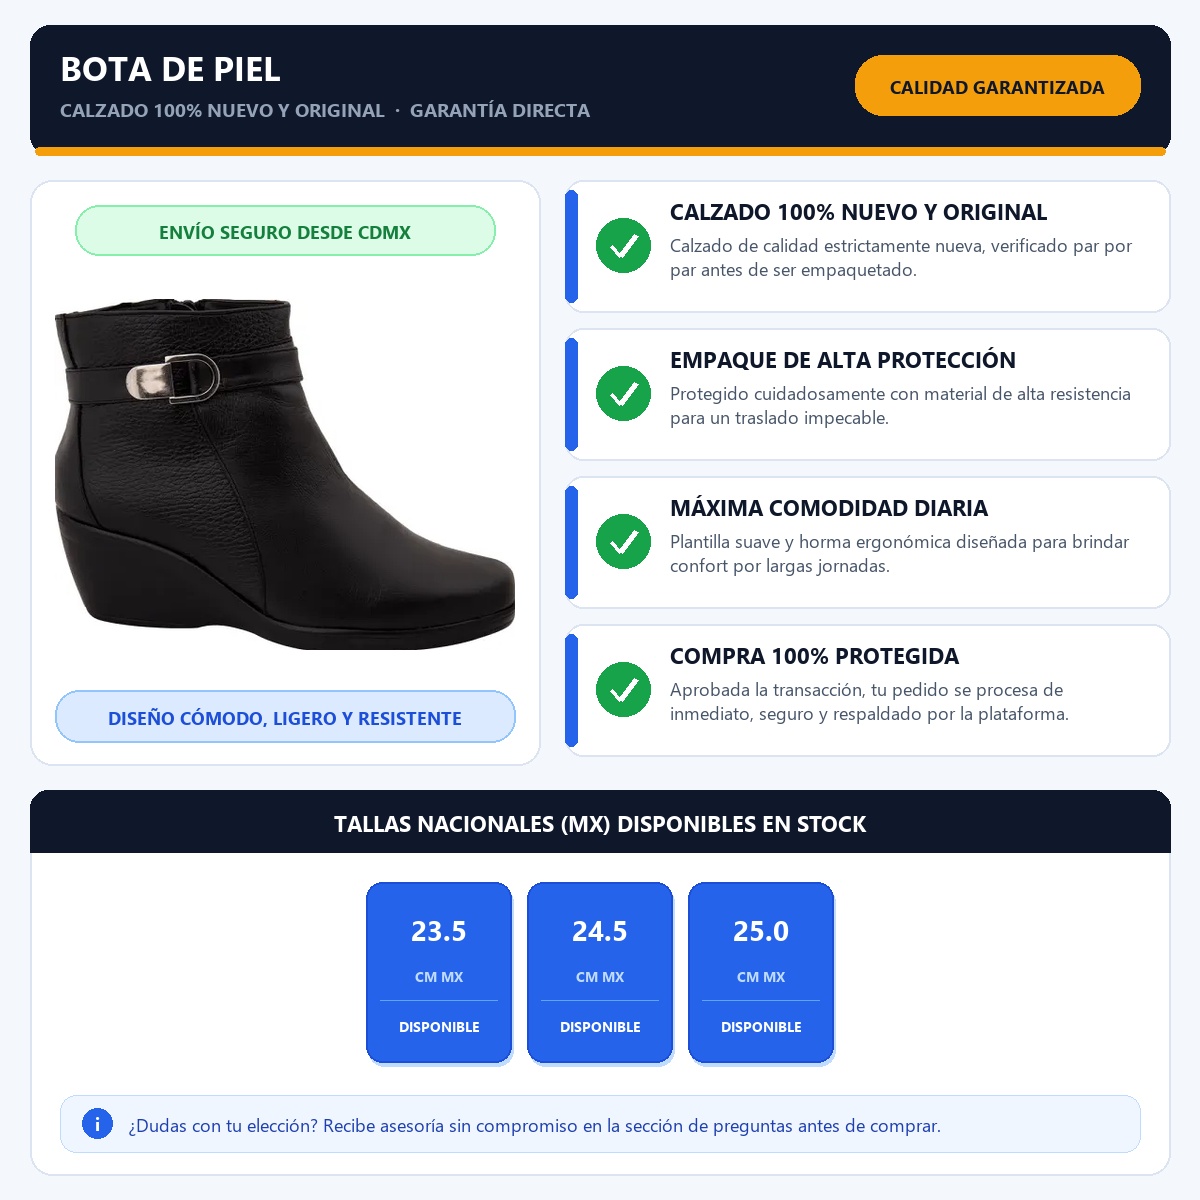 BOTA DE PIEL
CALZADO 100% NUEVO Y ORIGINAL · GARANTÍA DIRECTA
CALIDAD GARANTIZADA
ENVÍO SEGURO DESDE CDMX
DISEÑO CÓMODO, LIGERO Y RESISTENTE
CALZADO 100% NUEVO Y ORIGINAL
Calzado de calidad estrictamente nueva, verificado par por
par antes de ser empaquetado.
EMPAQUE DE ALTA PROTECCIÓN
Protegido cuidadosamente con material de alta resistencia
para un traslado impecable.
MÁXIMA COMODIDAD DIARIA
Plantilla suave y horma ergonómica diseñada para brindar
confort por largas jornadas.
COMPRA 100% PROTEGIDA
Aprobada la transacción, tu pedido se procesa de
inmediato, seguro y respaldado por la plataforma.
TALLAS NACIONALES (MX) DISPONIBLES EN STOCK
23.5
CM MX
DISPONIBLE
24.5
CM MX
DISPONIBLE
25.0
CM MX
DISPONIBLE
¿Dudas con tu elección? Recibe asesoría sin compromiso en la sección de preguntas antes de comprar.